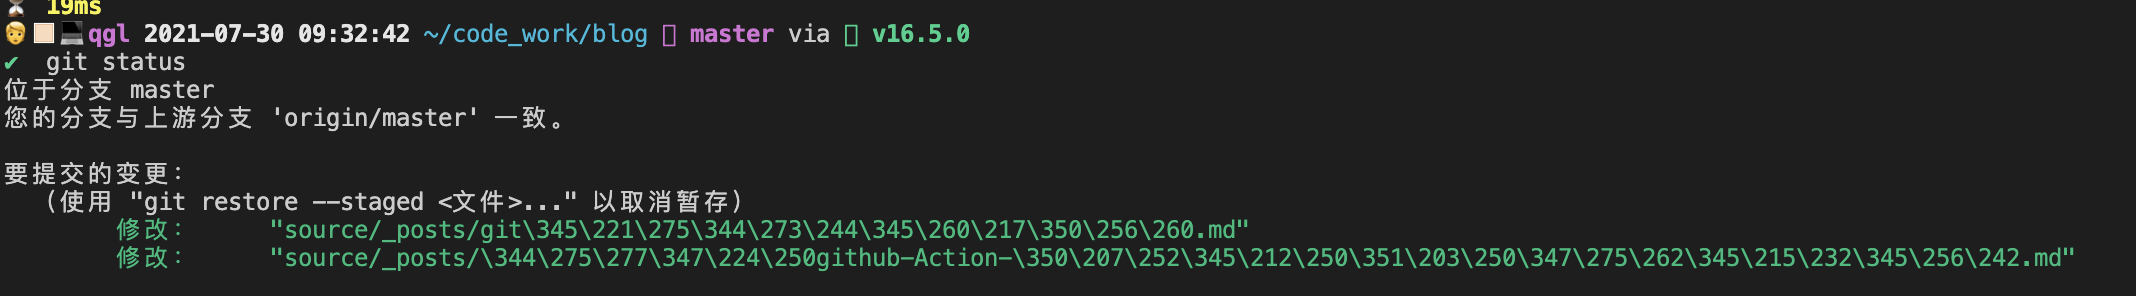 19ms
qgl 2021-07-30 09:32:42 ~/code_work/blog master via v16.5.0
✔ git status
位于分支 master
您的分支与上游分支 'origin/master' 一致。
要提交的变更：
（使用 "git restore --staged <文件>..." 以取消暂存）
修改： "source/_posts/git\345\221\275\344\273\244\345\260\217\350\256\260.md"
修改： "source/_posts/\344\275\277\347\224\250github-Action-\350\207\252\345\212\250\351\203\250\347\275\262\345\215\232\345\256\242.md"